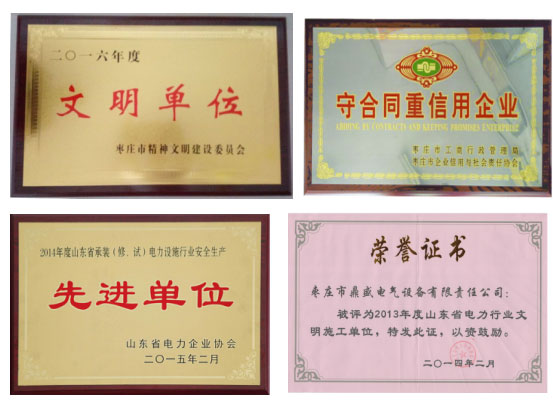 二〇一六年度
文明单位
枣庄市精神文明建设委员会
守合同重信用企业
ABIDING BY CONTRACTS AND KEEPING PROMISES ENTERPRISE
枣庄市工商行政管理局
枣庄市企业信用与社会责任协会
2014年度山东省承装（修、试）电力设施行业安全生产
先进单位
山东省电力企业协会
二〇一五年二月
荣誉证书
枣庄市鼎盛电气设备有限责任公司：
被评为2013年度山东省电力行业文
明施工单位，特发此证，以资鼓励。
二〇一四年二月